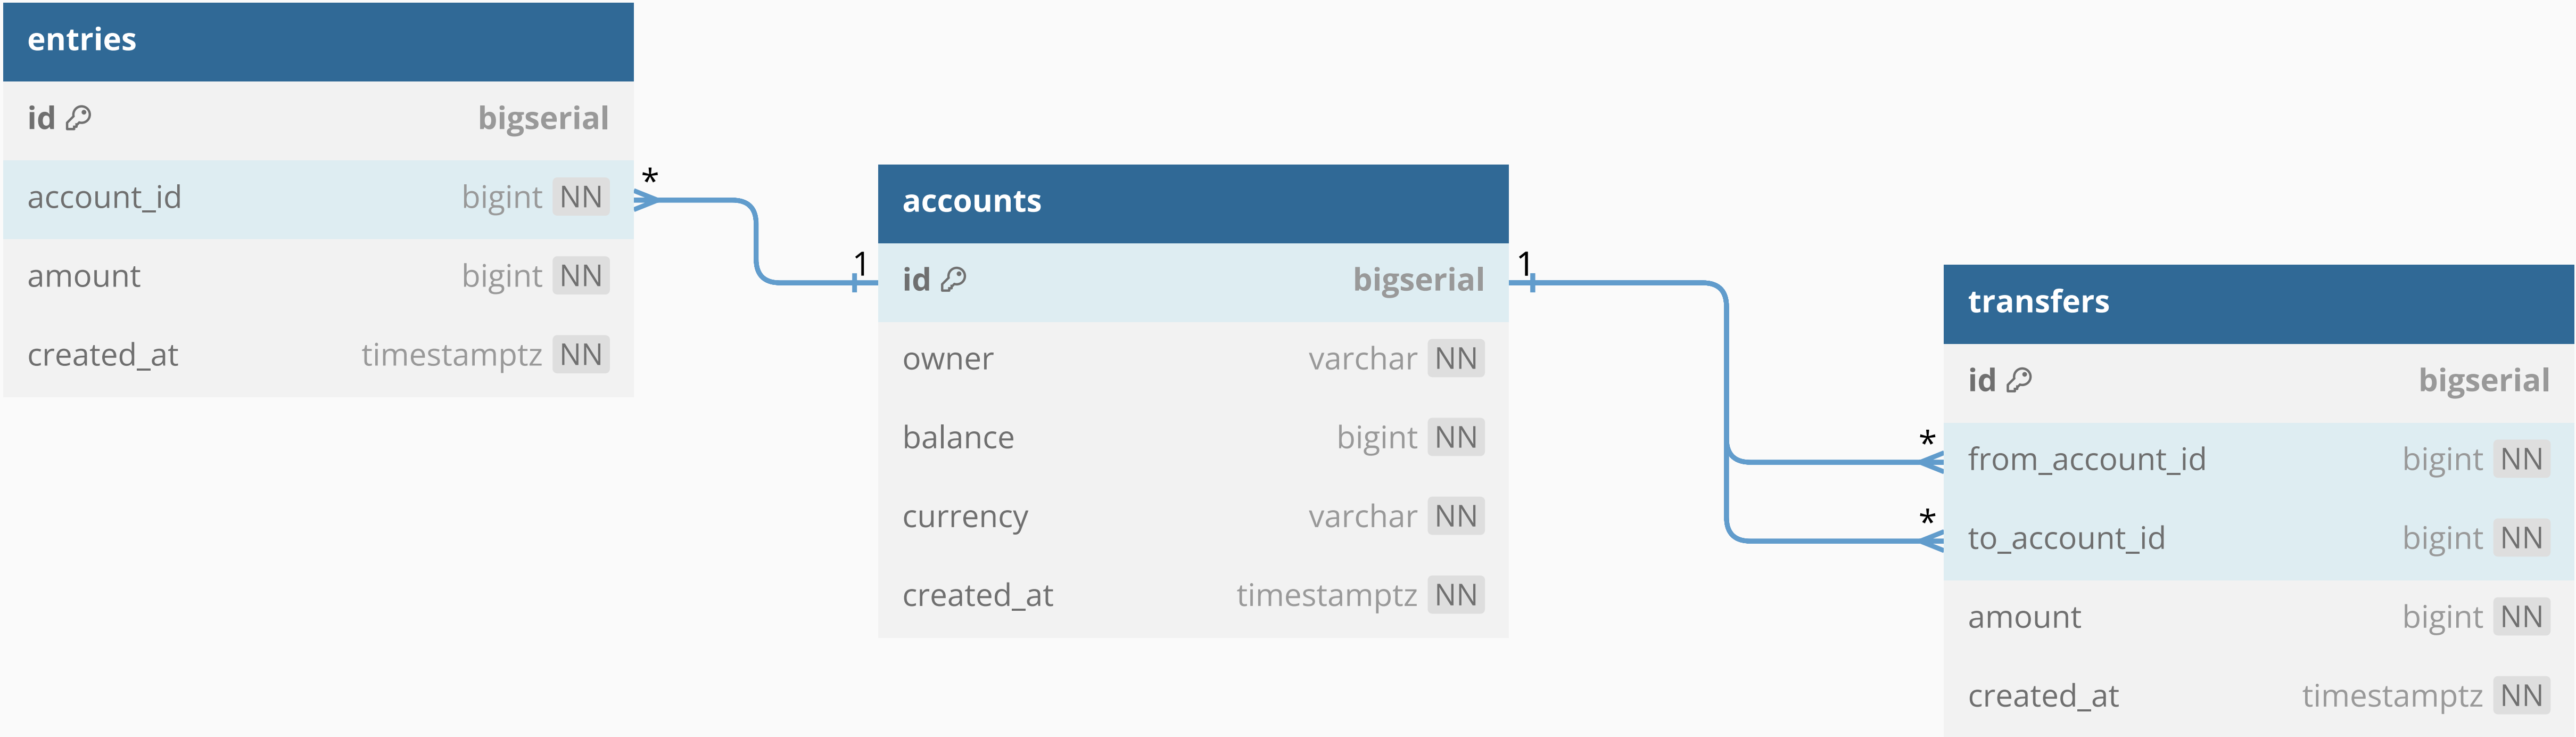 entries
id bigserial
account_id bigint NN
amount bigint NN
created_at timestamptz NN
*
1
accounts
id bigserial
owner varchar NN
balance bigint NN
currency varchar NN
created_at timestamptz NN
1
*
*
transfers
id bigserial
from_account_id bigint NN
to_account_id bigint NN
amount bigint NN
created_at timestamptz NN